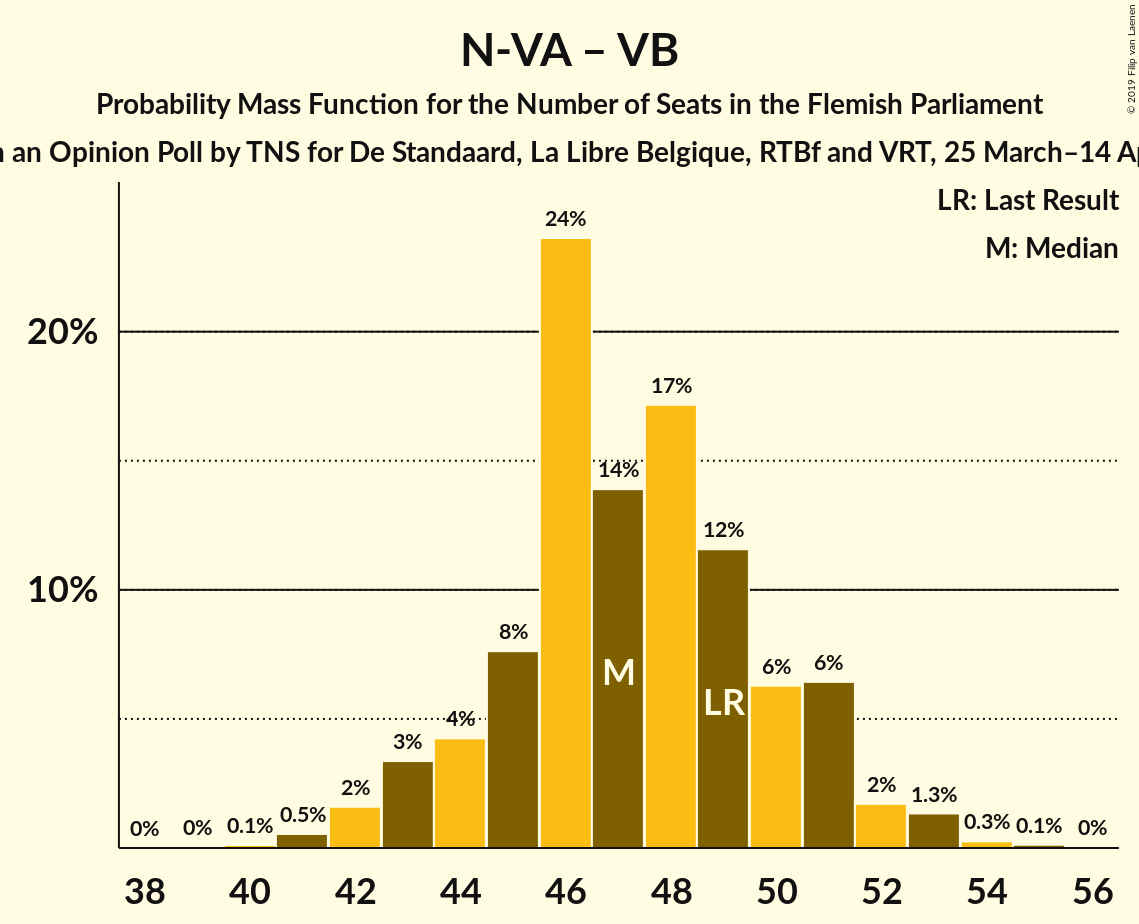 N-VA – VB
Probability Mass Function for the Number of Seats in the Flemish Parliament
an Opinion Poll by TNS for De Standaard, La Libre Belgique, RTBf and VRT, 25 March–14
© 2019 Filip van Laenen
LR: Last Result
M: Median
20%
10%
0%
0%
0.1%
0.5%
2%
3%
4%
8%
24%
14%
17%
12%
6%
6%
2%
1.3%
0.3%
0.1%
0%
M
LR
38 40 42 44 46 48 50 52 54 56